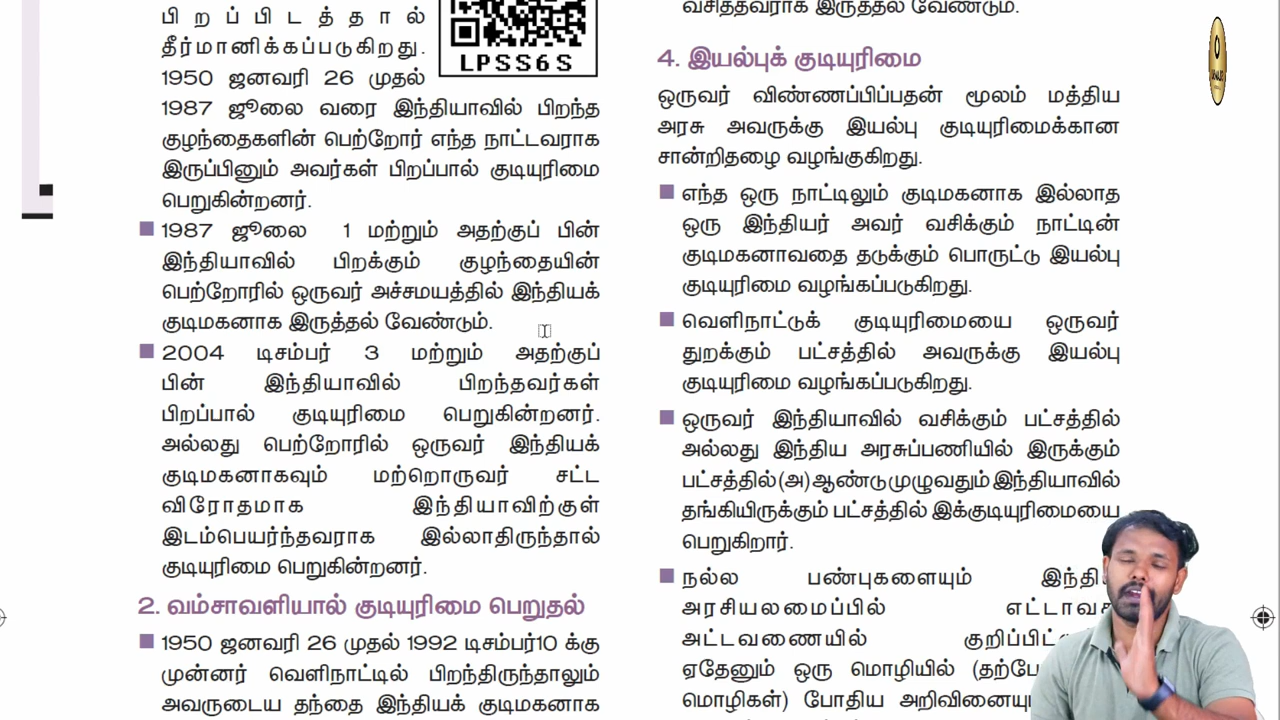 பிறப்பிடத்தால்
தீர்மானிக்கப்படுகிறது.
1950 ஜனவரி 26 முதல்
1987 ஜூலை வரை இந்தியாவில் பிறந்த
குழந்தைகளின் பெற்றோர் எந்த நாட்டவராக
இருப்பினும் அவர்கள் பிறப்பால் குடியுரிமை
பெறுகின்றனர்.
LPSS6S
■ 1987 ஜூலை 1 மற்றும் அதற்குப் பின்
இந்தியாவில் பிறக்கும் குழந்தையின்
பெற்றோரில் ஒருவர் அச்சமயத்தில் இந்தியக்
குடிமகனாக இருத்தல் வேண்டும்.
■ 2004 டிசம்பர் 3 மற்றும் அதற்குப்
பின் இந்தியாவில் பிறந்தவர்கள்
பிறப்பால் குடியுரிமை பெறுகின்றனர்.
அல்லது பெற்றோரில் ஒருவர் இந்தியக்
குடிமகனாகவும் மற்றொருவர் சட்ட
விரோதமாக இந்தியாவிற்குள்
இடம்பெயர்ந்தவராக இல்லாதிருந்தால்
குடியுரிமை பெறுகின்றனர்.
2. வம்சாவளியால் குடியுரிமை பெறுதல்
■ 1950 ஜனவரி 26 முதல் 1992 டிசம்பர்10 க்கு
முன்னர் வெளிநாட்டில் பிறந்திருந்தாலும்
அவருடைய தந்தை இந்தியக் குடிமகனாக
வசித்தவராக இருத்தல் வேண்டும்.
4. இயல்புக் குடியுரிமை
ஒருவர் விண்ணப்பிப்பதன் மூலம் மத்திய
அரசு அவருக்கு இயல்பு குடியுரிமைக்கான
சான்றிதழை வழங்குகிறது.
■ எந்த ஒரு நாட்டிலும் குடிமகனாக இல்லாத
ஒரு இந்தியர் அவர் வசிக்கும் நாட்டின்
குடிமகனாவதை தடுக்கும் பொருட்டு இயல்பு
குடியுரிமை வழங்கப்படுகிறது.
■ வெளிநாட்டுக் குடியுரிமையை ஒருவர்
துறக்கும் பட்சத்தில் அவருக்கு இயல்பு
குடியுரிமை வழங்கப்படுகிறது.
■ ஒருவர் இந்தியாவில் வசிக்கும் பட்சத்தில்
அல்லது இந்திய அரசுப்பணியில் இருக்கும்
பட்சத்தில் (அ) ஆண்டு முழுவதும் இந்தியாவில்
தங்கியிருக்கும் பட்சத்தில் இக்குடியுரிமையை
பெறுகிறார்.
■ நல்ல பண்புகளையும்
அரசியலமைப்பில்
அட்டவணையில்
ஏதேனும் ஒரு மொழியில்
மொழிகள்) போதிய